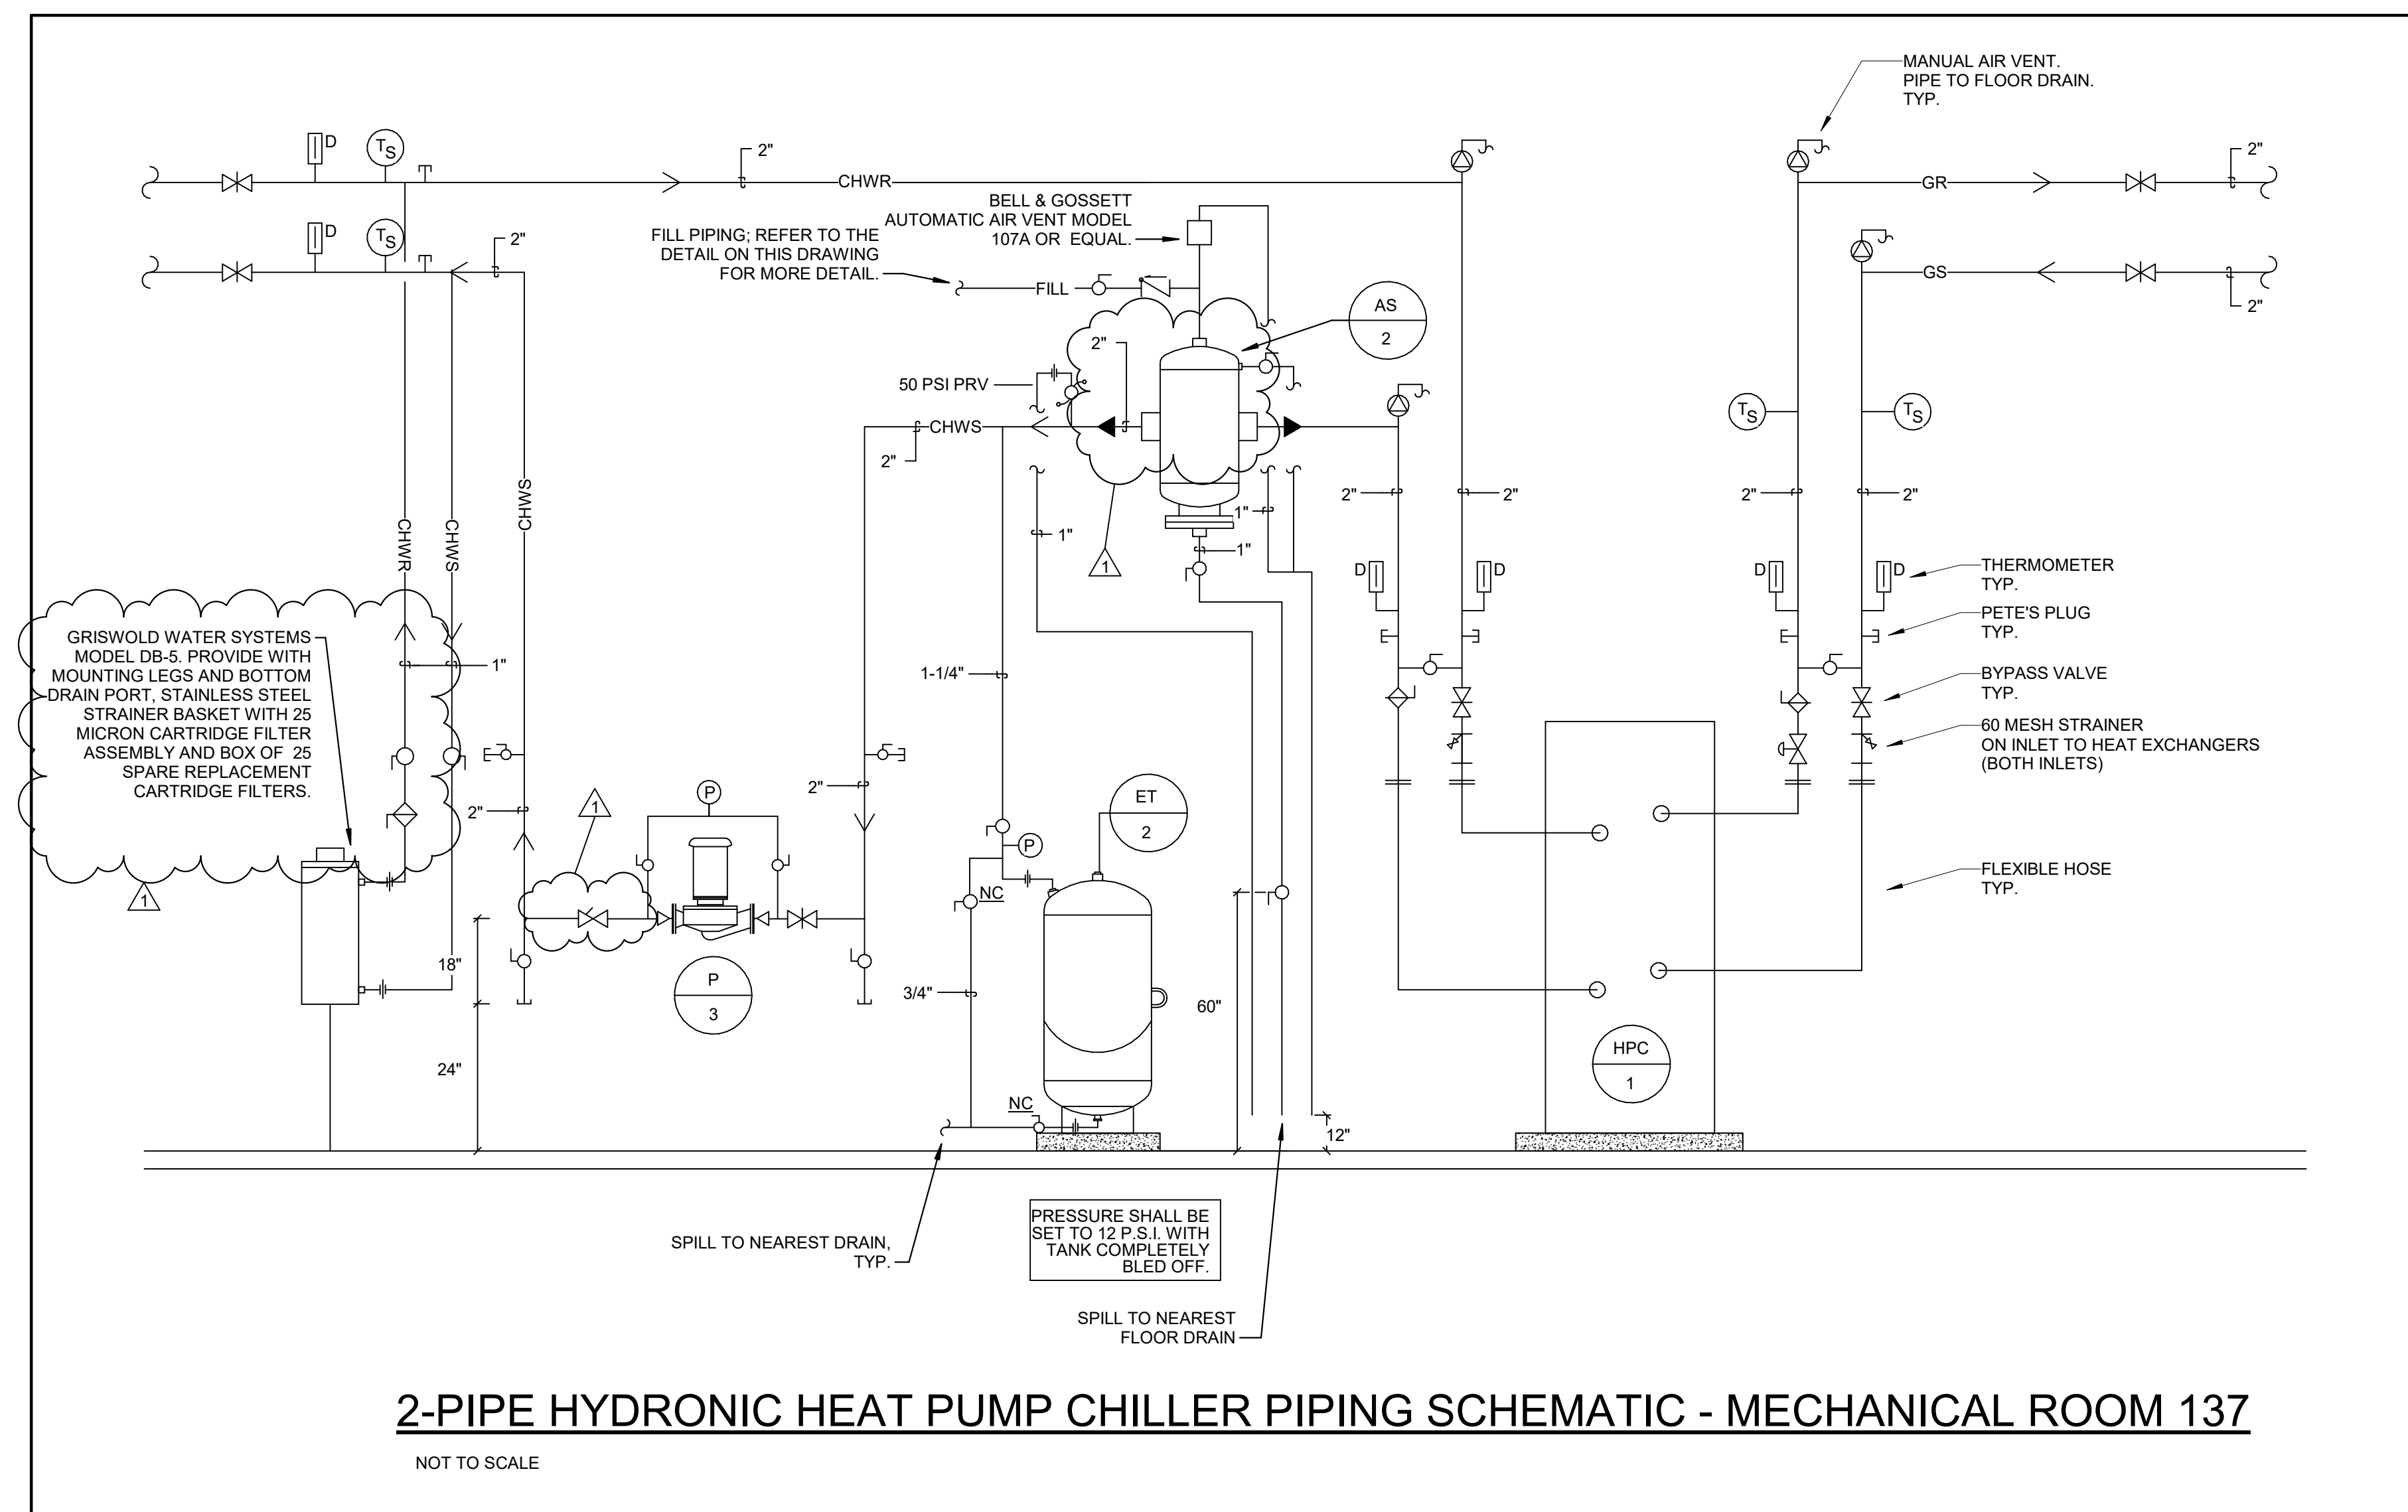 MANUAL AIR VENT.
PIPE TO FLOOR DRAIN.
TYP.
D
TS
2"
CHWR
GR
2"
D
TS
2"
BELL & GOSSETT
AUTOMATIC AIR VENT MODEL
107A OR EQUAL.
FILL PIPING; REFER TO THE
DETAIL ON THIS DRAWING
FOR MORE DETAIL.
FILL
GS
2"
AS
2
2"
50 PSI PRV
CHWS
2"
TS
TS
CHWR
CHWS
CHWS
2"
2"
2"
2"
1"
1"
1"
1
D
D
D
D
THERMOMETER
TYP.
PETE'S PLUG
TYP.
BYPASS VALVE
TYP.
60 MESH STRAINER
ON INLET TO HEAT EXCHANGERS
(BOTH INLETS)
FLEXIBLE HOSE
TYP.
GRISWOLD WATER SYSTEMS
MODEL DB-5. PROVIDE WITH
MOUNTING LEGS AND BOTTOM
DRAIN PORT, STAINLESS STEEL
STRAINER BASKET WITH 25
MICRON CARTRIDGE FILTER
ASSEMBLY AND BOX OF 25
SPARE REPLACEMENT
CARTRIDGE FILTERS.
1"
1-1/4"
2"
1
P
2"
ET
2
P
NC
1
18"
P
3
3/4"
60"
24"
HPC
1
NC
12"
SPILL TO NEAREST DRAIN,
TYP.
PRESSURE SHALL BE
SET TO 12 P.S.I. WITH
TANK COMPLETELY
BLED OFF.
SPILL TO NEAREST
FLOOR DRAIN
2-PIPE HYDRONIC HEAT PUMP CHILLER PIPING SCHEMATIC - MECHANICAL ROOM 137
NOT TO SCALE